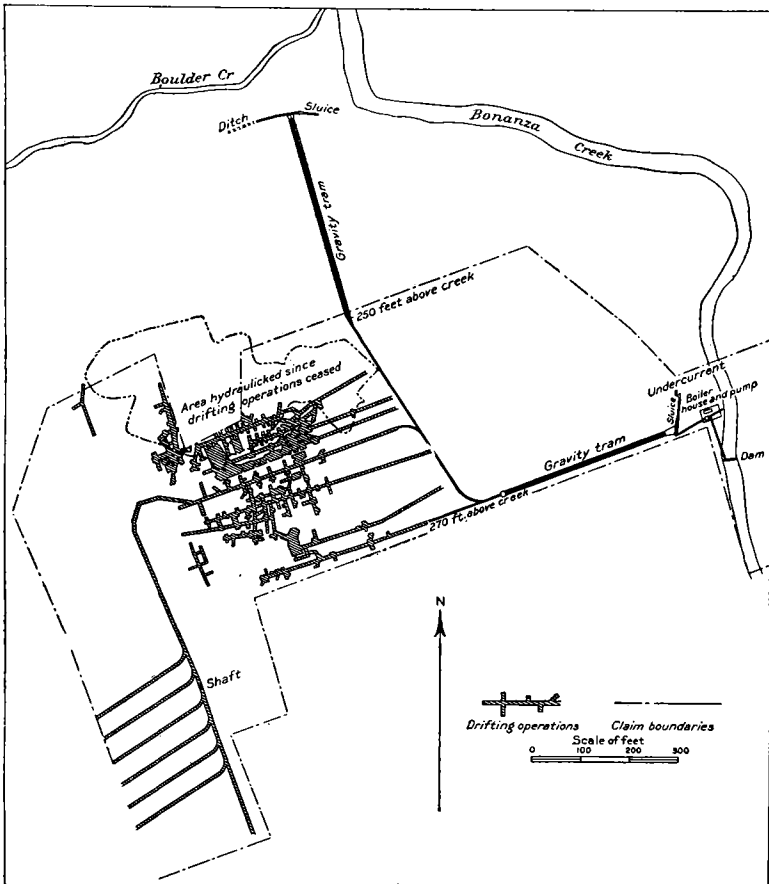 Boulder Cr
Ditch
Sluice
Bonanza
Creek
Gravity tram
250 feet above creek
Area hydraulicked since
drifting operations ceased
Undercurrent
Sluice
Boiler
house and pump
Gravity tram
Dam
270 ft. above creek
N
Shaft
Drifting operations
Claim boundaries
Scale of feet
0 100 200 300